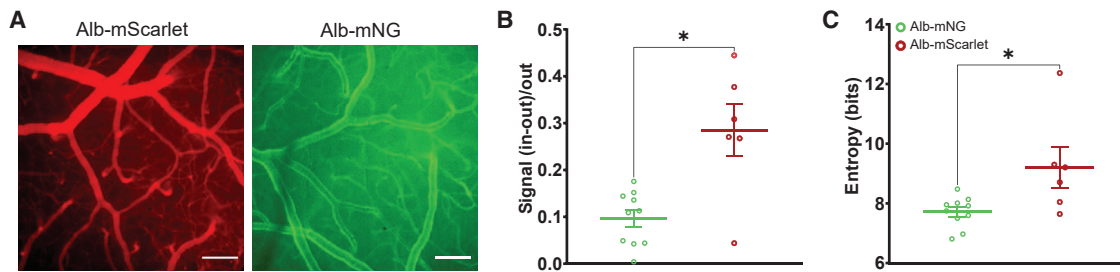 A
Alb-mScarlet
Alb-mNG
B
Signal (in-out)/out
0.5
0.4
0.3
0.2
0.1
0.0
*
C
Entropy (bits)
14
12
10
8
6
Alb-mNG
Alb-mScarlet
*